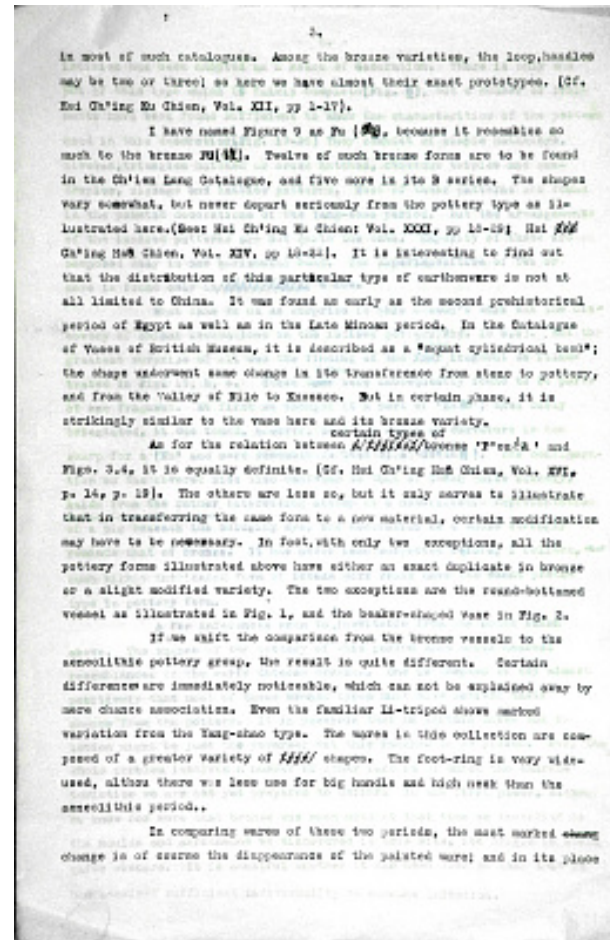 3.
in most of such catalogues. Among the bronze varieties, the loop,handles
may be two or three; so here we have almost their exact prototypes. (Cf.
Hsi Ch'ing Ku Chien, Vol. XII, pp 1-17).
I have named Figure 9 as Fu ( , because it resembles so
much to the bronze FU( ). Twelve of such bronze forms are to be found
in the Ch'ien Lung Catalogue, and five more in its B series. The shapes
vary somewhat, but never depart seriously from the pottery type as il-
lustrated here.(See: Hsi Ch'ing Ku Chien: Vol. XXXI, pp ; Hsi
Ch'ing Chien, Vol. XIV. pp ). It is interesting to find out
that the distribution of this particular type of earthenware is not at
all limited to China. It was found as early as the second prehistorical
period of Egypt as well as in the Late Minoan period. In the Catalogue
of Vases of British Museum, it is described as a "squat cylindrical bowl";
the shape underwent some change in its transference from stone to pottery,
and from the Valley of Nile to . But in certain phase, it is
strikingly similar to the vase here and its bronze variety.
certain types of
As for the relation between bronze and
Figs. 3.4, it is equally definite. (Cf. Hsi Ch'ing Chien, Vol. XVI,
p. 14, p. 19). The others are less so, but it only serves to illustrate
that in transferring the same form to a new material, certain modification
may have to be necessary. In fact,with only two exceptions, all the
pottery forms illustrated above have either an exact duplicate in bronze
or a slight modified variety. The two exceptions are the round-bottomed
vessel as illustrated in Fig. 1, and the beaker-shaped vase in Fig. 2.
If we shift the comparison from the bronze vessels to the
aeneolithic pottery group, the result is quite different. Certain
differences are immediately noticeable, which can not be explained away by
mere chance association. Even the familiar Li-tripod shows marked
variation from the Yang-shao type. The wares in this collection are com-
posed of a greater variety of shapes. The foot-ring is very wide-
used, althru there was less use for big handle and high neck than the
aeneolithic period..
In comparing wares of these two periods, the most marked
change is of course the disppearance of the painted ware; and in its place